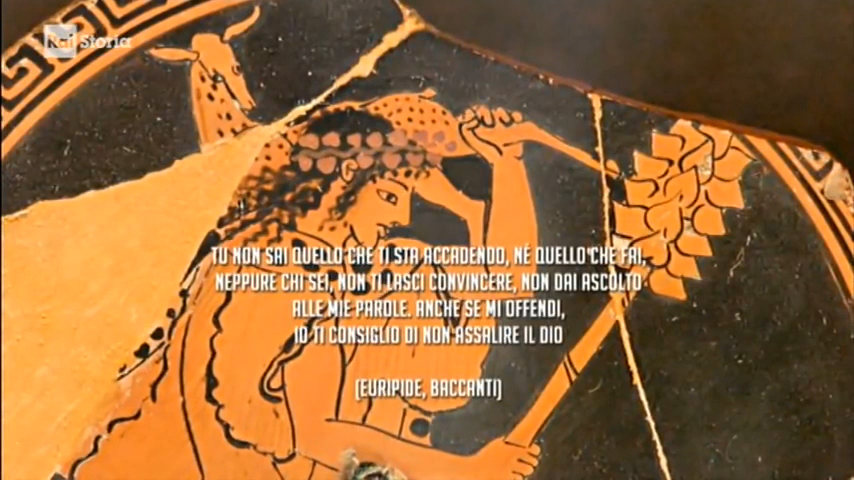 Rai Storia
TU NON SAI QUELLO CHE TI STA ACCADENDO, NÉ QUELLO CHE FAI,
NEPPURE CHI SEI, NON TI LASCI CONVINCERE, NON DAI ASCOLTO
ALLE MIE PAROLE. ANCHE SE MI OFFENDI,
IO TI CONSIGLIO DI NON ASSALIRE IL DIO
(EURIPIDE, BACCANTI)